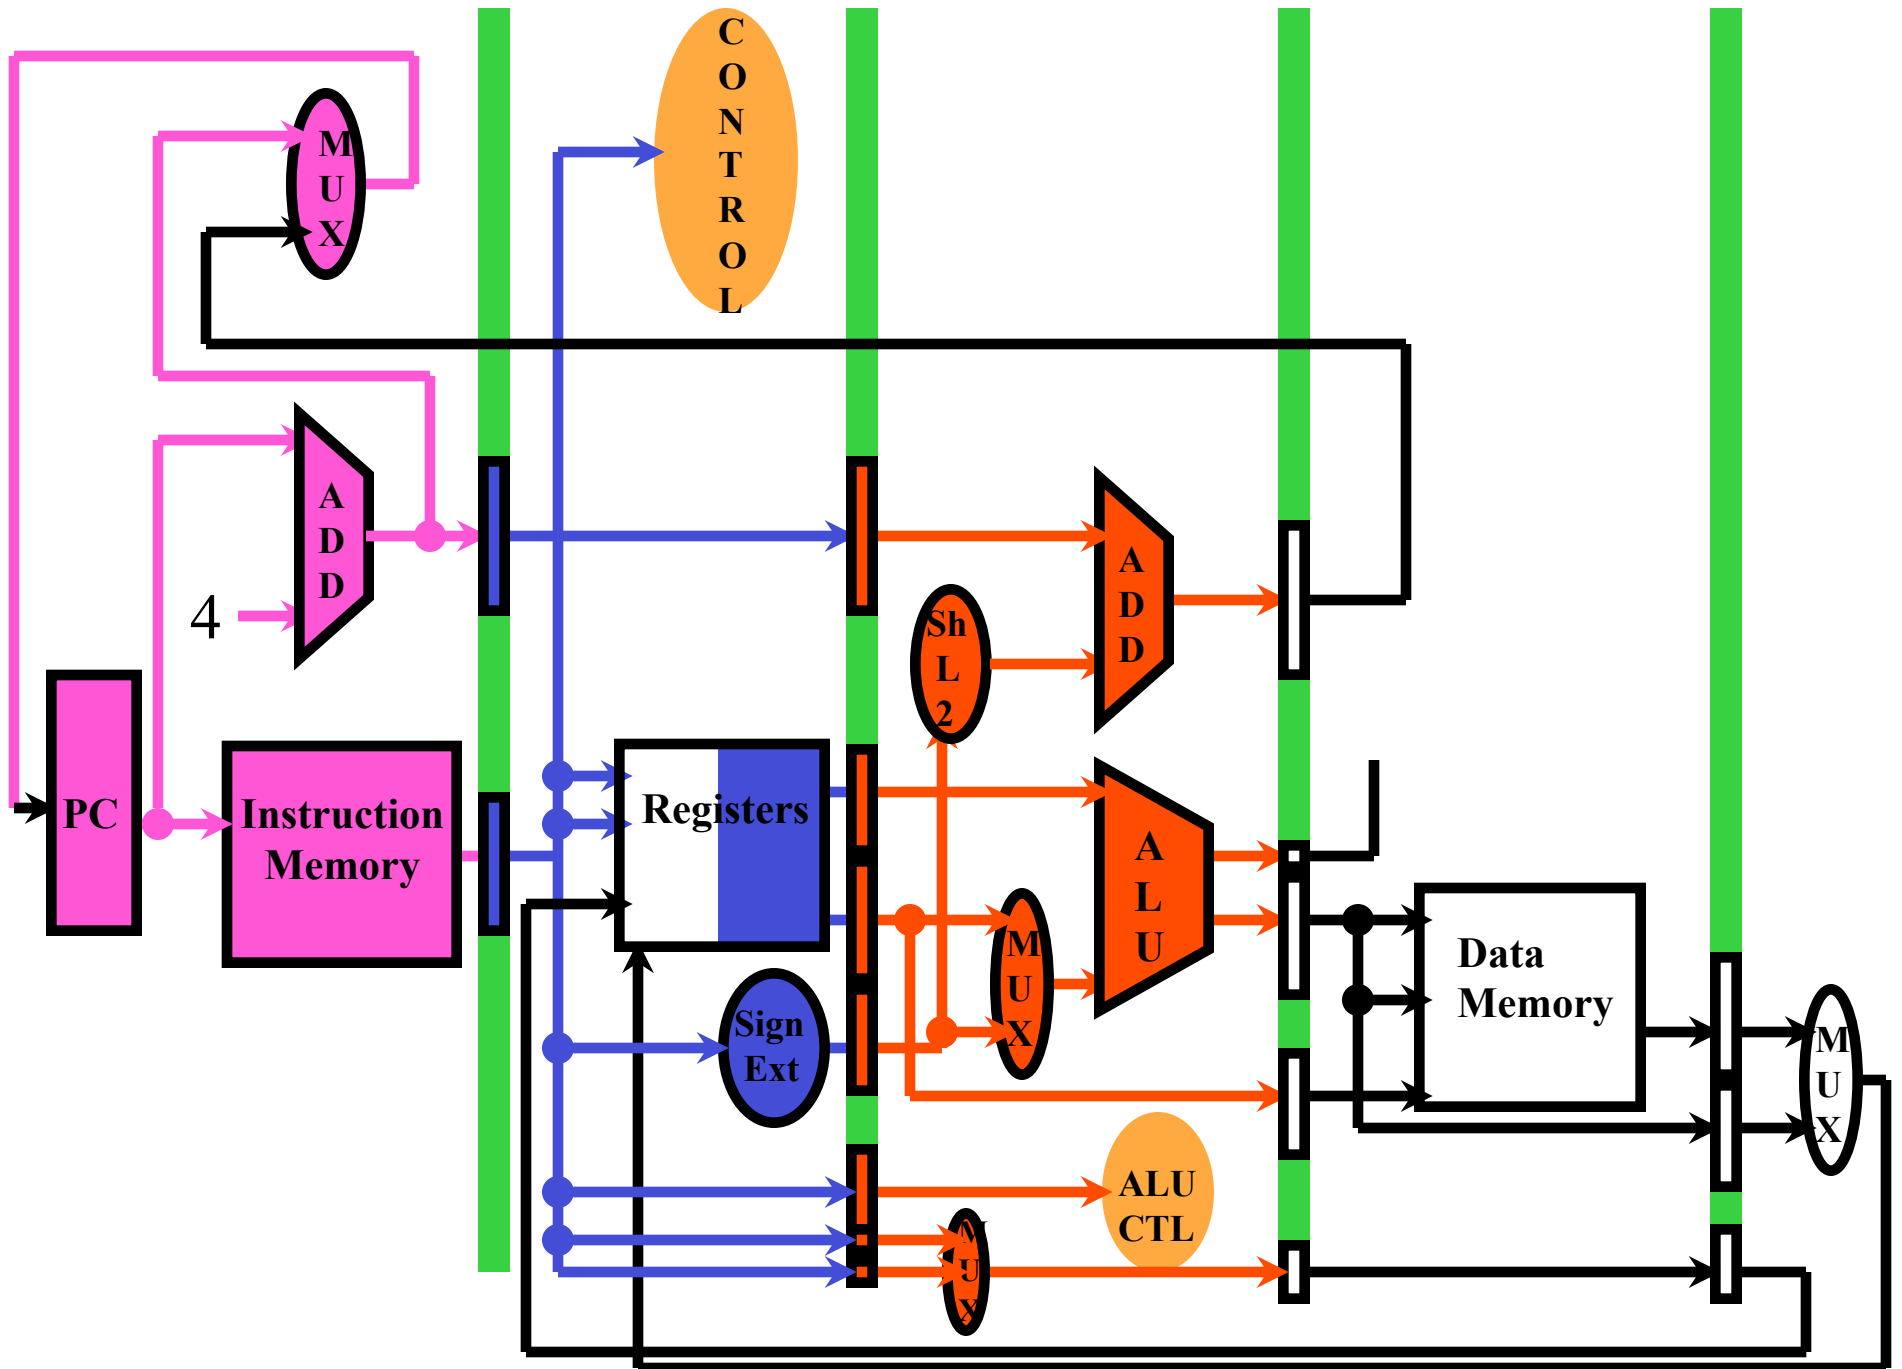 C
O
N
T
R
O
L
M
U
X
A
D
D
4
A
D
D
Sh
L
2
PC
Instruction
Memory
Registers
A
L
U
M
U
X
Data
Memory
Sign
Ext
M
U
X
ALU
CTL
M
U
X